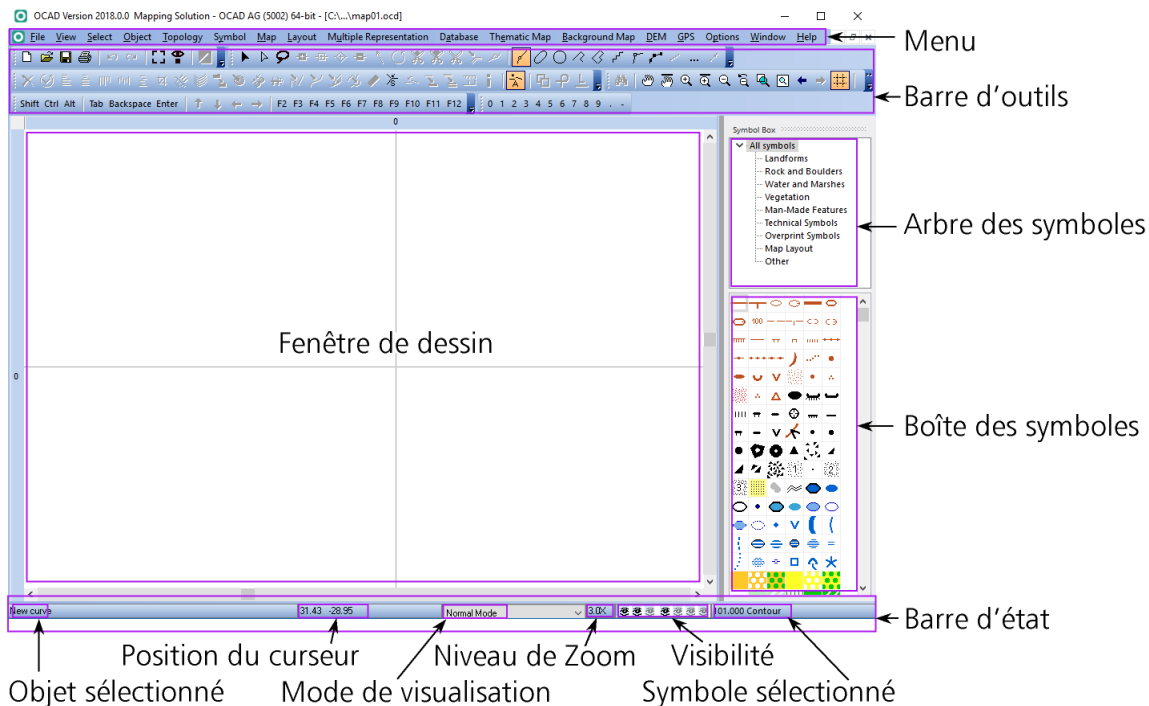 OCAD Version 2018.0.0 Mapping Solution - OCAD AG (5002) 64-bit - [C:\...\map01.ocd]
File View Select Object Topology Symbol Map Layout Multiple Representation Database Thematic Map Background Map DEM GPS Options Window Help
Menu
Barre d'outils
Shift Ctrl Alt Tab Backspace Enter F2 F3 F4 F5 F6 F7 F8 F9 F10 F11 F12 0 1 2 3 4 5 6 7 8 9 . -
0
Symbol Box
All symbols
Landforms
Rock and Boulders
Water and Marshes
Vegetation
Man-Made Features
Technical Symbols
Overprint Symbols
Map Layout
Other
Arbre des symboles
100
Fenêtre de dessin
0
Boîte des symboles
1 2
3
New curve 31.43 -28.95 Normal Mode 3.0X 101.000 Contour
Barre d'état
Position du curseur Niveau de Zoom Visibilité
Objet sélectionné Mode de visualisation Symbole sélectionné